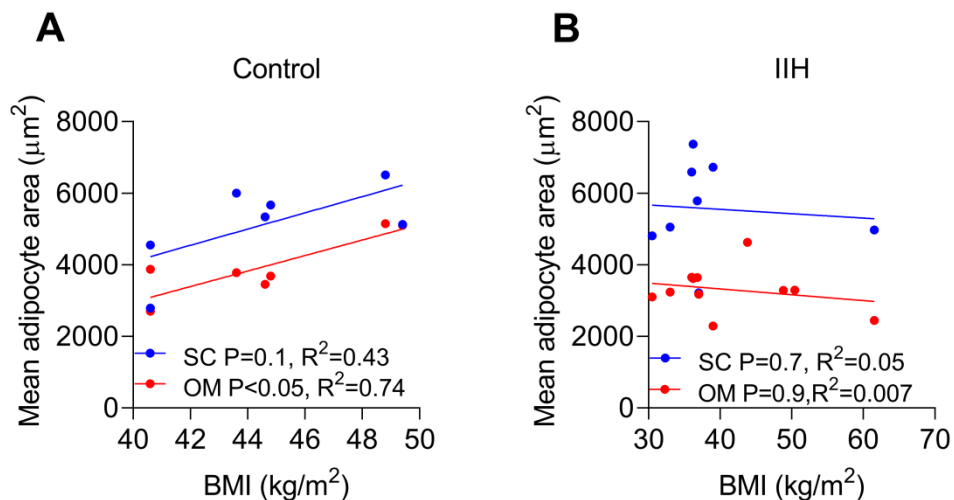 A
Control
Mean adipocyte area (μm²)
8000
6000
4000
2000
0
SC P=0.1, R²=0.43
OM P<0.05, R²=0.74
40 42 44 46 48 50
BMI (kg/m²)
B
IIH
Mean adipocyte area (μm²)
8000
6000
4000
2000
0
SC P=0.7, R²=0.05
OM P=0.9,R²=0.007
30 40 50 60 70
BMI (kg/m²)